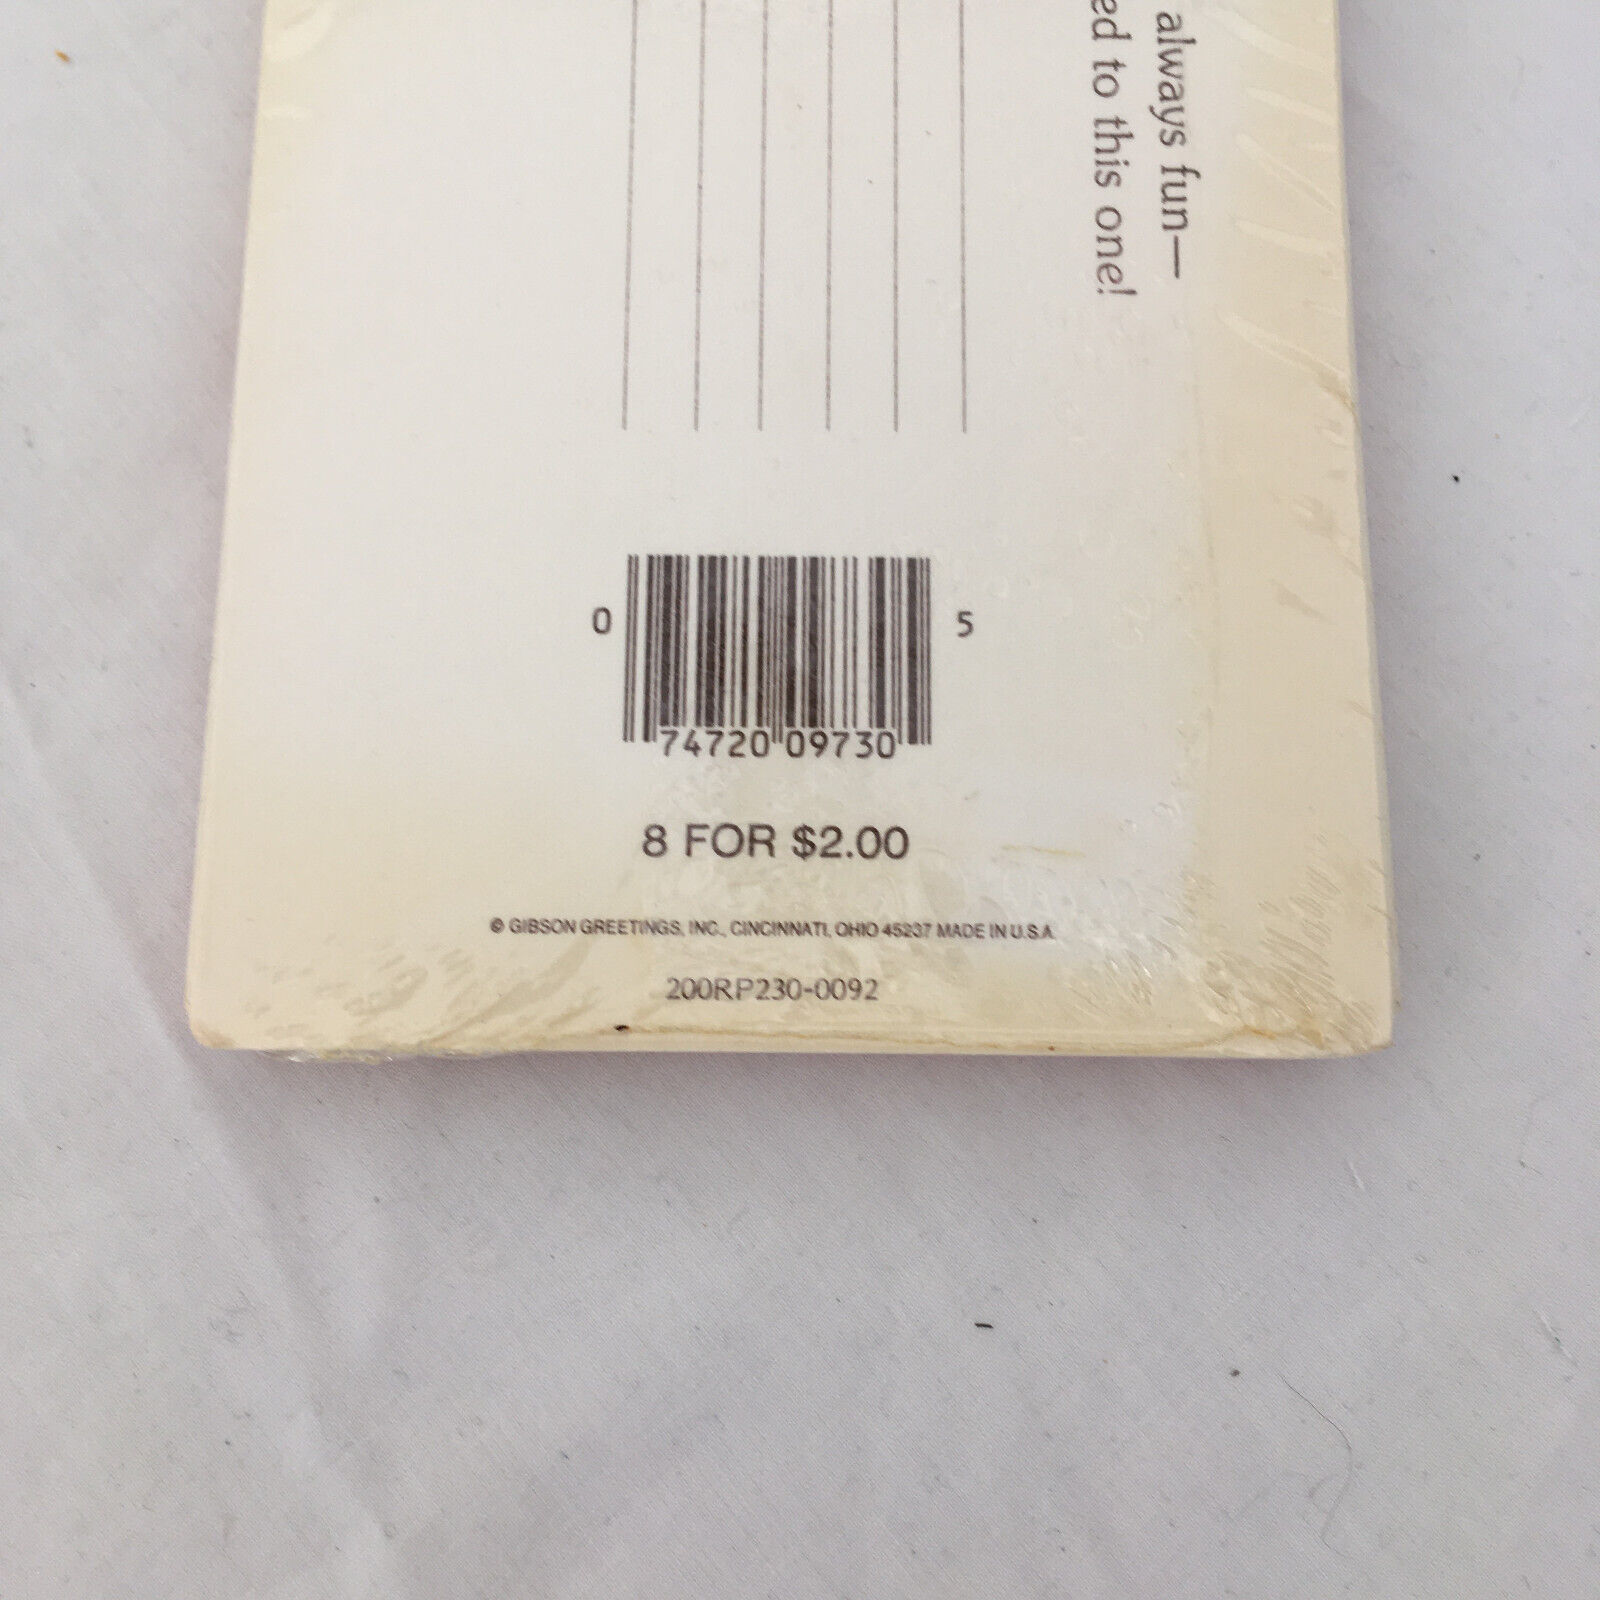 always fun—
ed to this one!
0 74720 09730 5
8 FOR $2.00
© GIBSON GREETINGS, INC., CINCINNATI, OHIO 45237 MADE IN U.S.A.
200RP230-0092